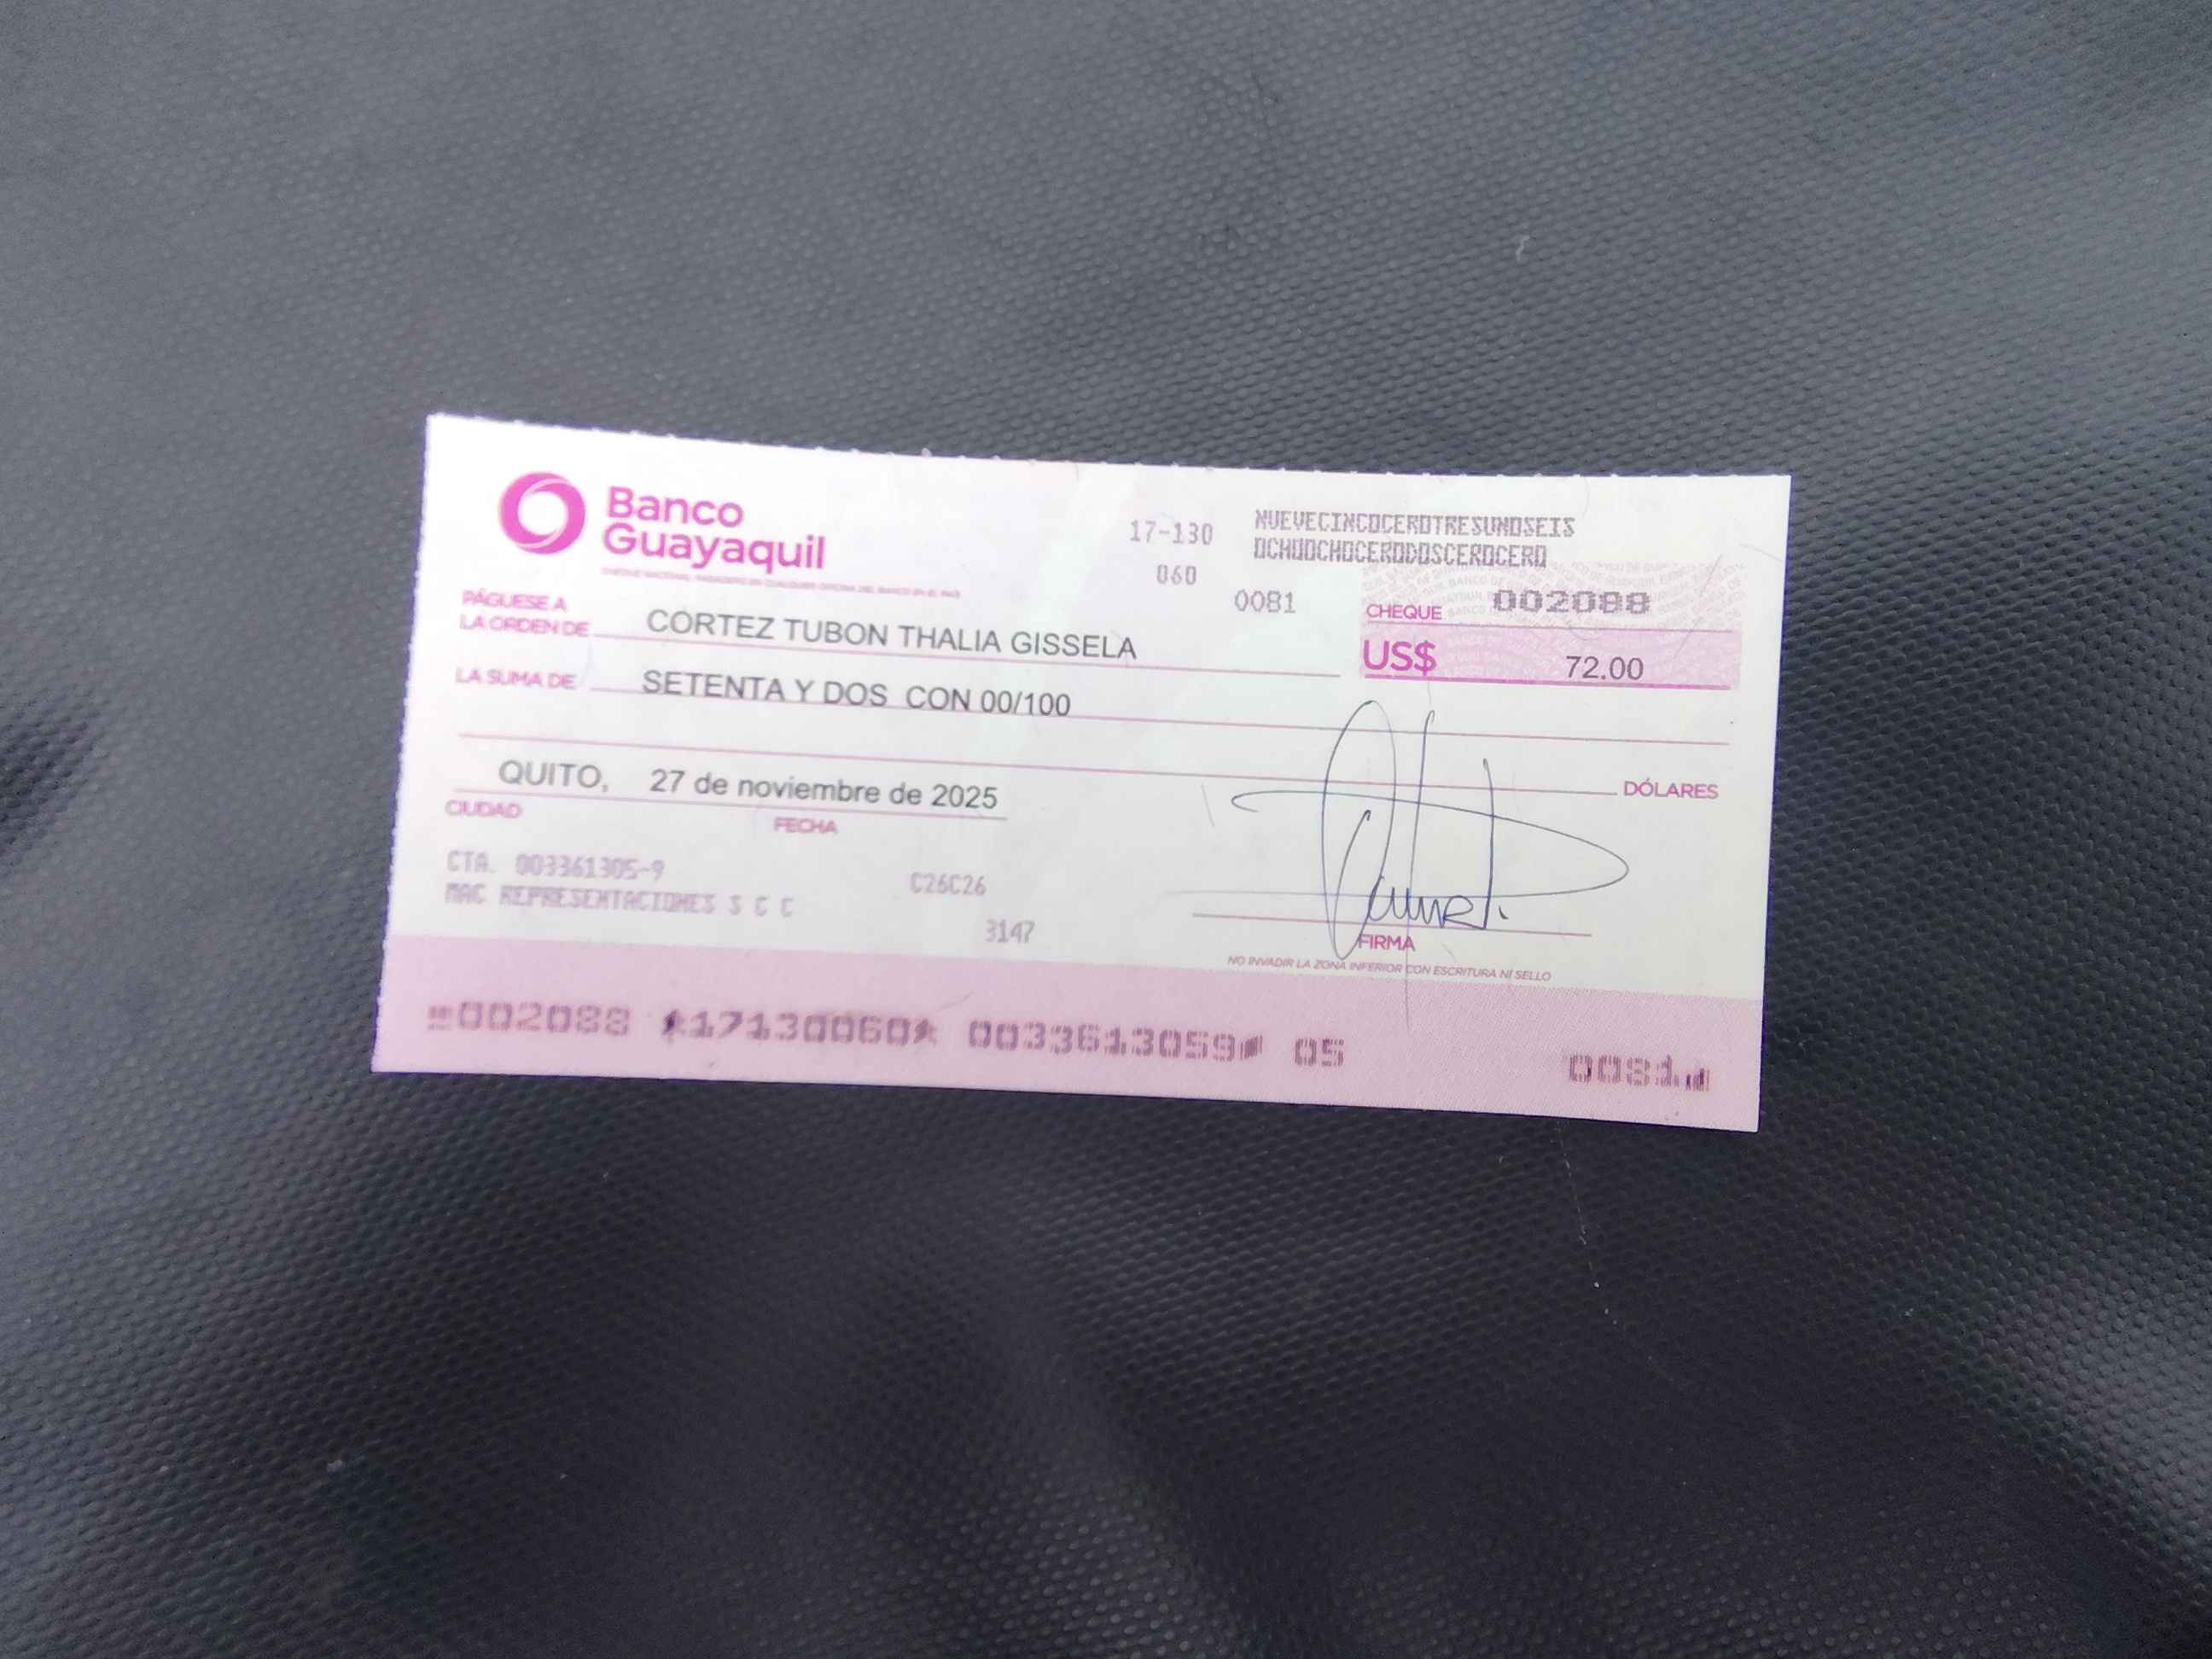 Banco
Guayaquil
17-130
060
0081
NUEVECINCOCEROTRESUNOSEIS
OCHOOCHOCERODOSCEROCERO
CHEQUE 002088
PÁGUESE A
LA ORDEN DE CORTEZ TUBON THALIA GISSELA
US$ 72.00
LA SUMA DE SETENTA Y DOS CON 00/100
DÓLARES
QUITO, 27 de noviembre de 2025
CIUDAD FECHA
CTA. 003361305-9
MAC REPRESENTACIONES S C C
C26C26
3147
FIRMA
NO INVADIR LA ZONA INFERIOR CON ESCRITURA NI SELLO
002088 17130060 0033613059 05 0081